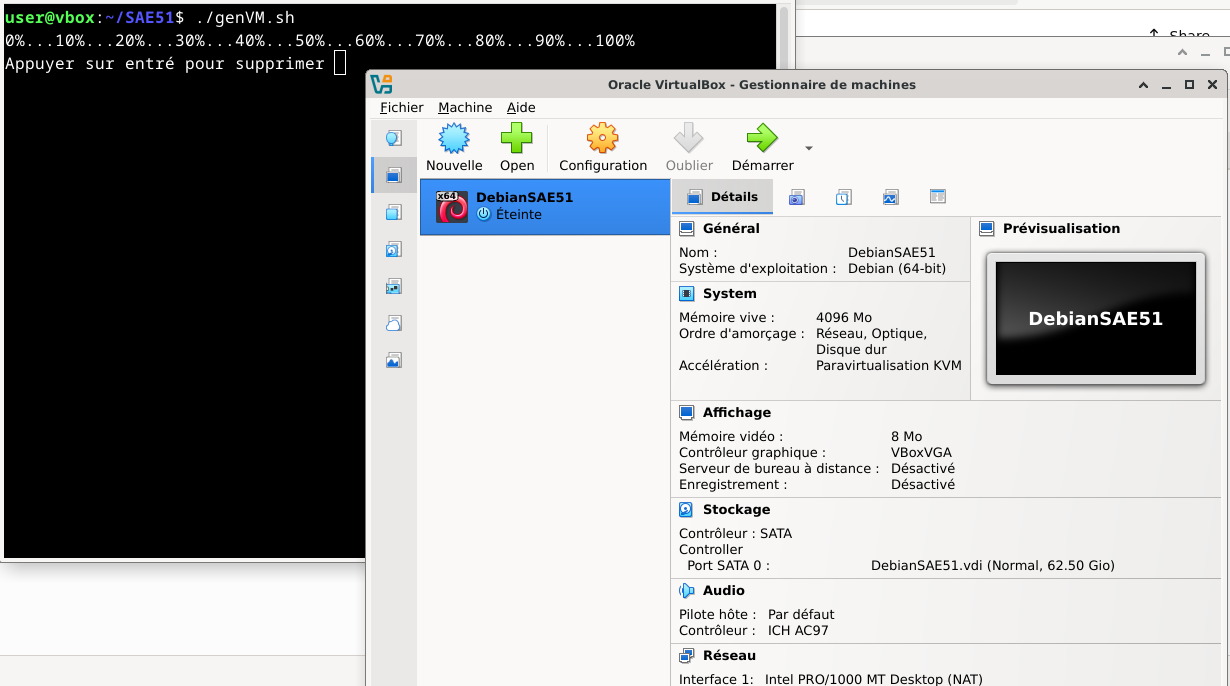 user@vbox:~/SAE51$ ./genVM.sh
0%...10%...20%...30%...40%...50%...60%...70%...80%...90%...100%
Appuyer sur entré pour supprimer
Share
Oracle VirtualBox - Gestionnaire de machines
Fichier Machine Aide
Nouvelle Open Configuration Oublier Démarrer
x64
DebianSAE51
Éteinte
Détails
Général
Nom : DebianSAE51
Système d'exploitation : Debian (64-bit)
System
Mémoire vive : 4096 Mo
Ordre d'amorçage : Réseau, Optique,
Disque dur
Accélération : Paravirtualisation KVM
Prévisualisation
DebianSAE51
Affichage
Mémoire vidéo : 8 Mo
Contrôleur graphique : VBoxVGA
Serveur de bureau à distance : Désactivé
Enregistrement : Désactivé
Stockage
Contrôleur : SATA
Controller
Port SATA 0 : DebianSAE51.vdi (Normal, 62.50 Gio)
Audio
Pilote hôte : Par défaut
Contrôleur : ICH AC97
Réseau
Interface 1: Intel PRO/1000 MT Desktop (NAT)